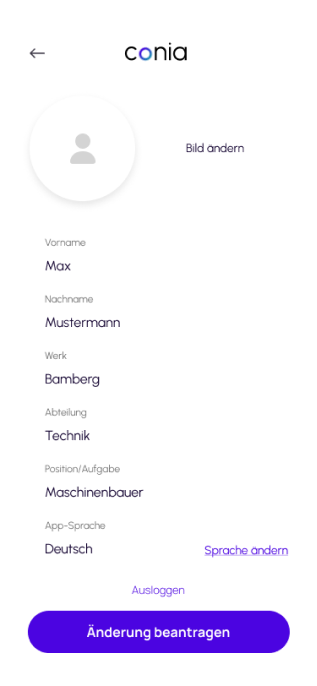 conia
Bild ändern
Vorname
Max
Nachname
Mustermann
Werk
Bamberg
Abteilung
Technik
Position/Aufgabe
Maschinenbauer
App-Sprache
Deutsch
Sprache ändern
Ausloggen
Änderung beantragen